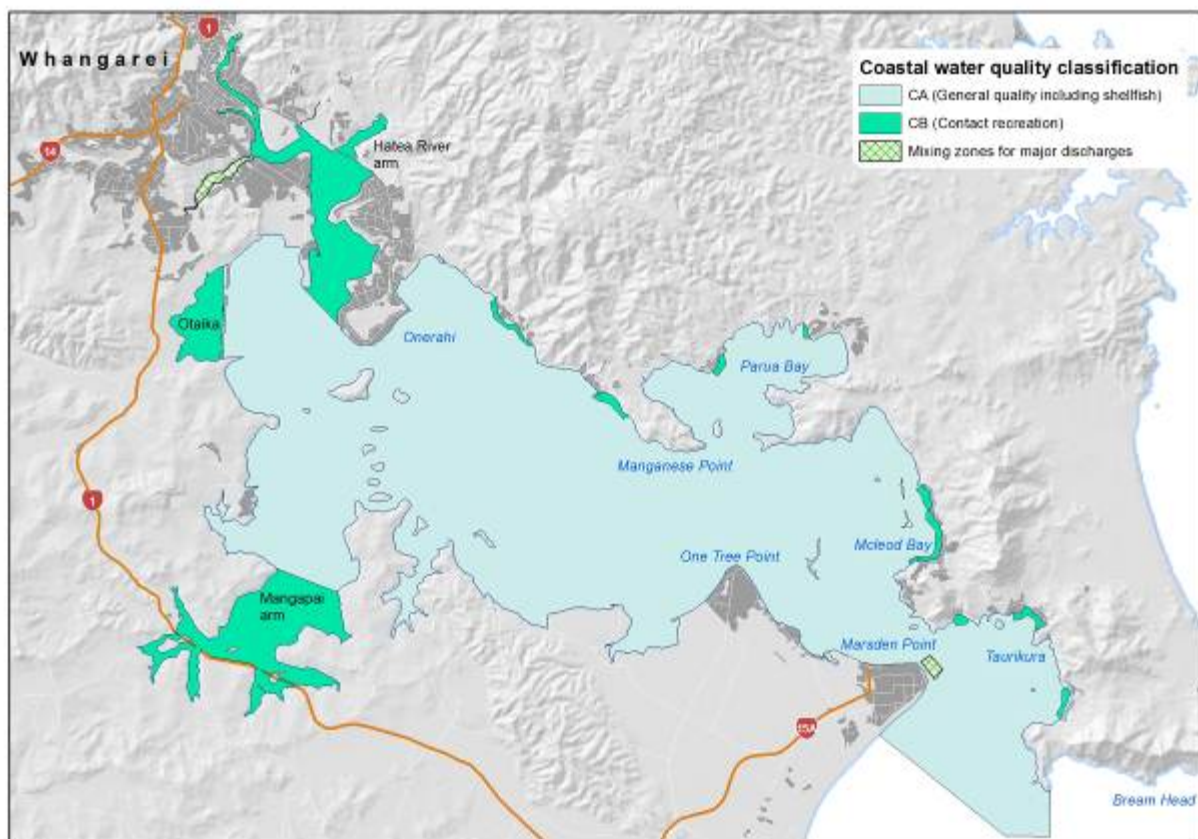 1
Whangarei
Coastal water quality classification
CA (General quality including shellfish)
CB (Contact recreation)
Mixing zones for major discharges
14
Hatea River
arm
Otaika
Onerahi
Parua Bay
Manganese Point
1
One Tree Point
Mcleod Bay
Mangapai
arm
Marsden Point
Taurikura
15A
Bream Head